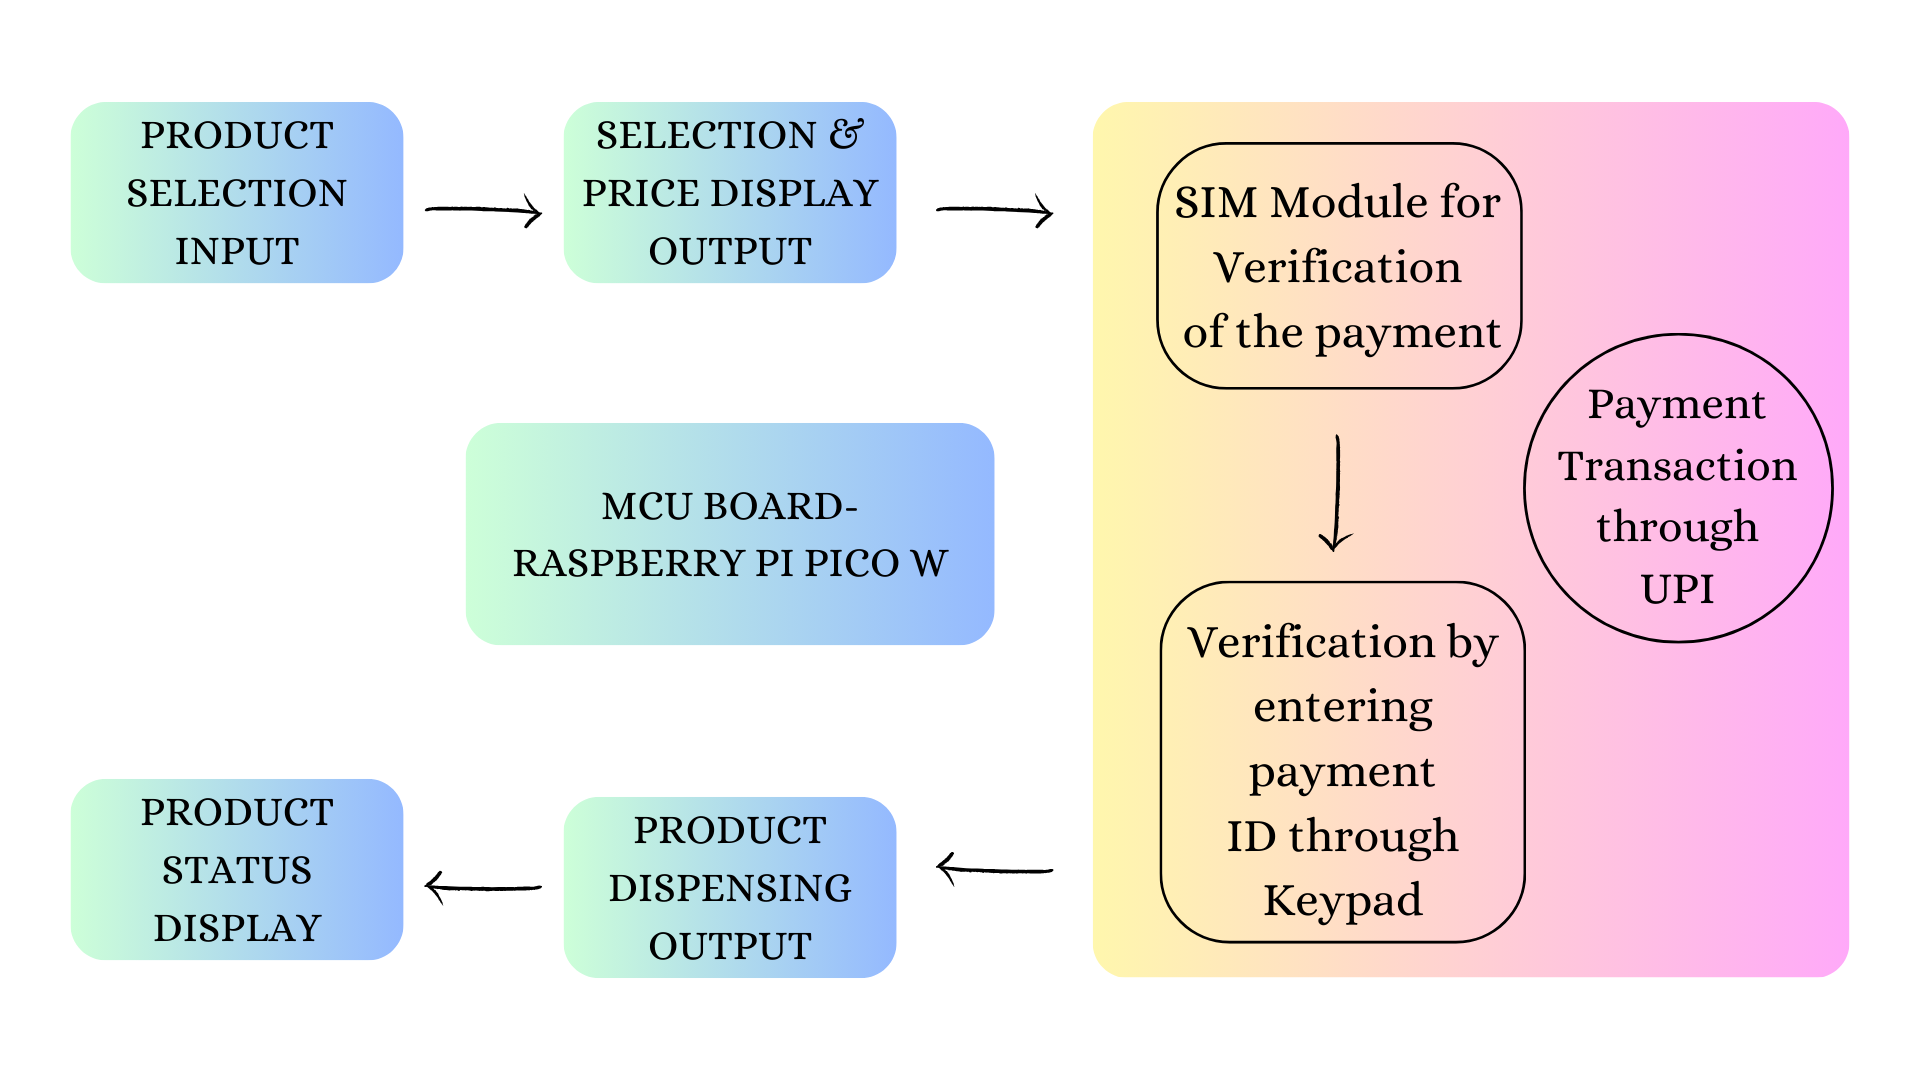 PRODUCT
SELECTION
INPUT
SELECTION &
PRICE DISPLAY
OUTPUT
SIM Module for
Verification
of the payment
Payment
Transaction
through
UPI
MCU BOARD-
RASPBERRY PI PICO W
Verification by
entering
payment
ID through
Keypad
PRODUCT
DISPENSING
OUTPUT
PRODUCT
STATUS
DISPLAY